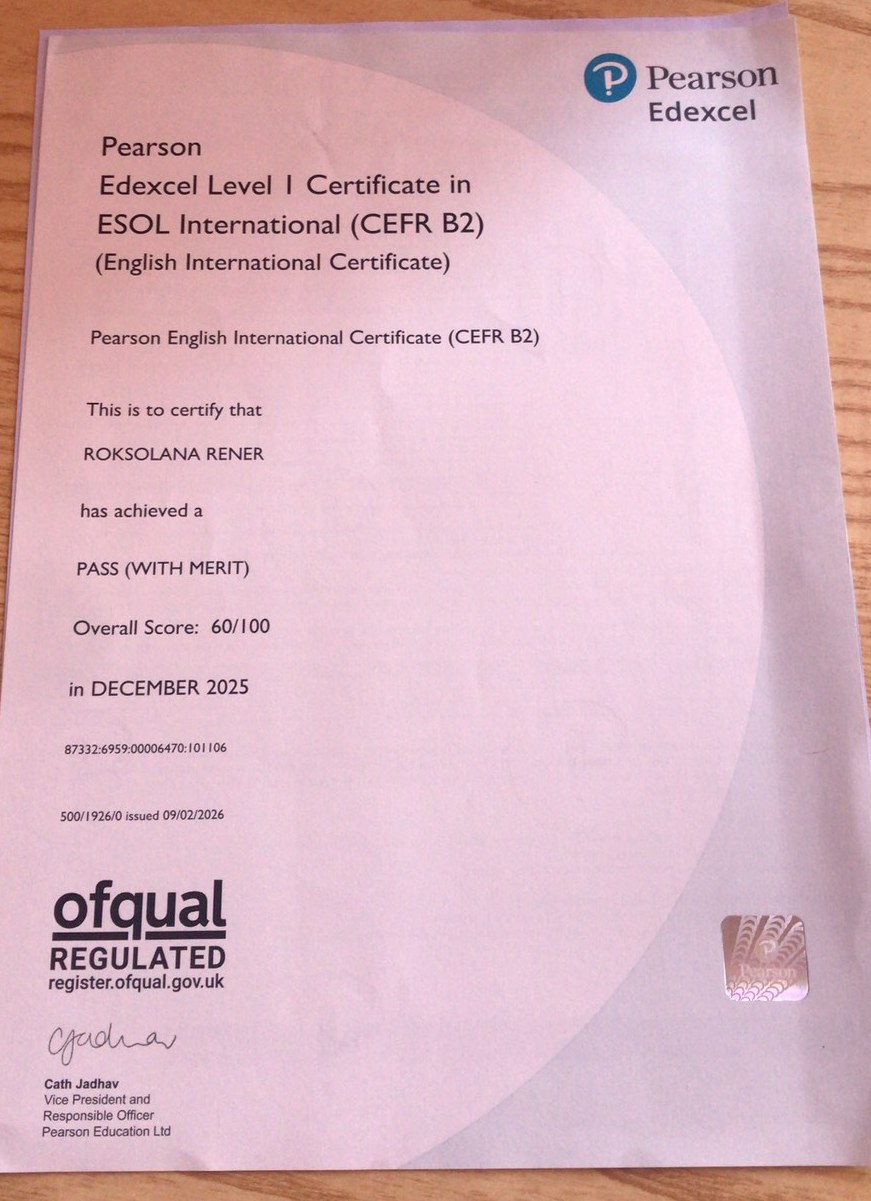 Pearson
Edexcel
Pearson
Edexcel Level 1 Certificate in
ESOL International (CEFR B2)
(English International Certificate)
Pearson English International Certificate (CEFR B2)
This is to certify that
ROKSOLANA RENER
has achieved a
PASS (WITH MERIT)
Overall Score: 60/100
in DECEMBER 2025
87332:6959:00006470:101106
500/1926/0 issued 09/02/2026
ofqual
REGULATED
register.ofqual.gov.uk
Pearson
CJadhav
Cath Jadhav
Vice President and
Responsible Officer
Pearson Education Ltd